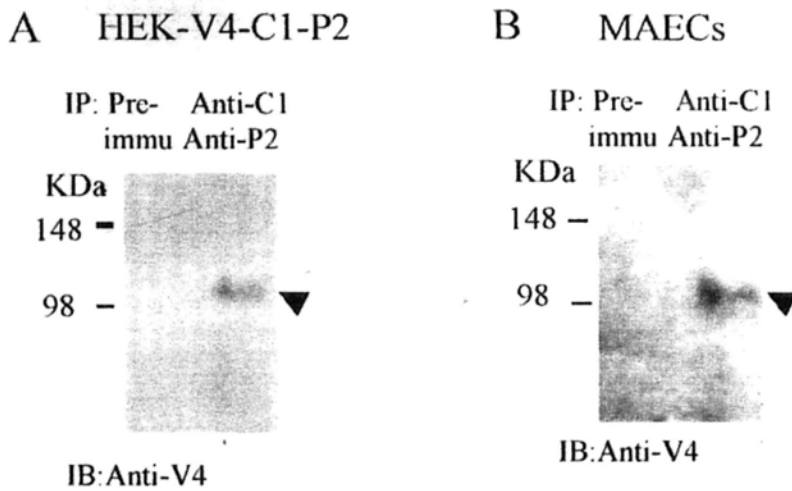 A HEK-V4-C1-P2
IP: Pre- Anti-C1
immu Anti-P2
KDa
148
98
IB:Anti-V4
B MAECs
IP: Pre- Anti-C1
immu Anti-P2
KDa
148
98
IB:Anti-V4